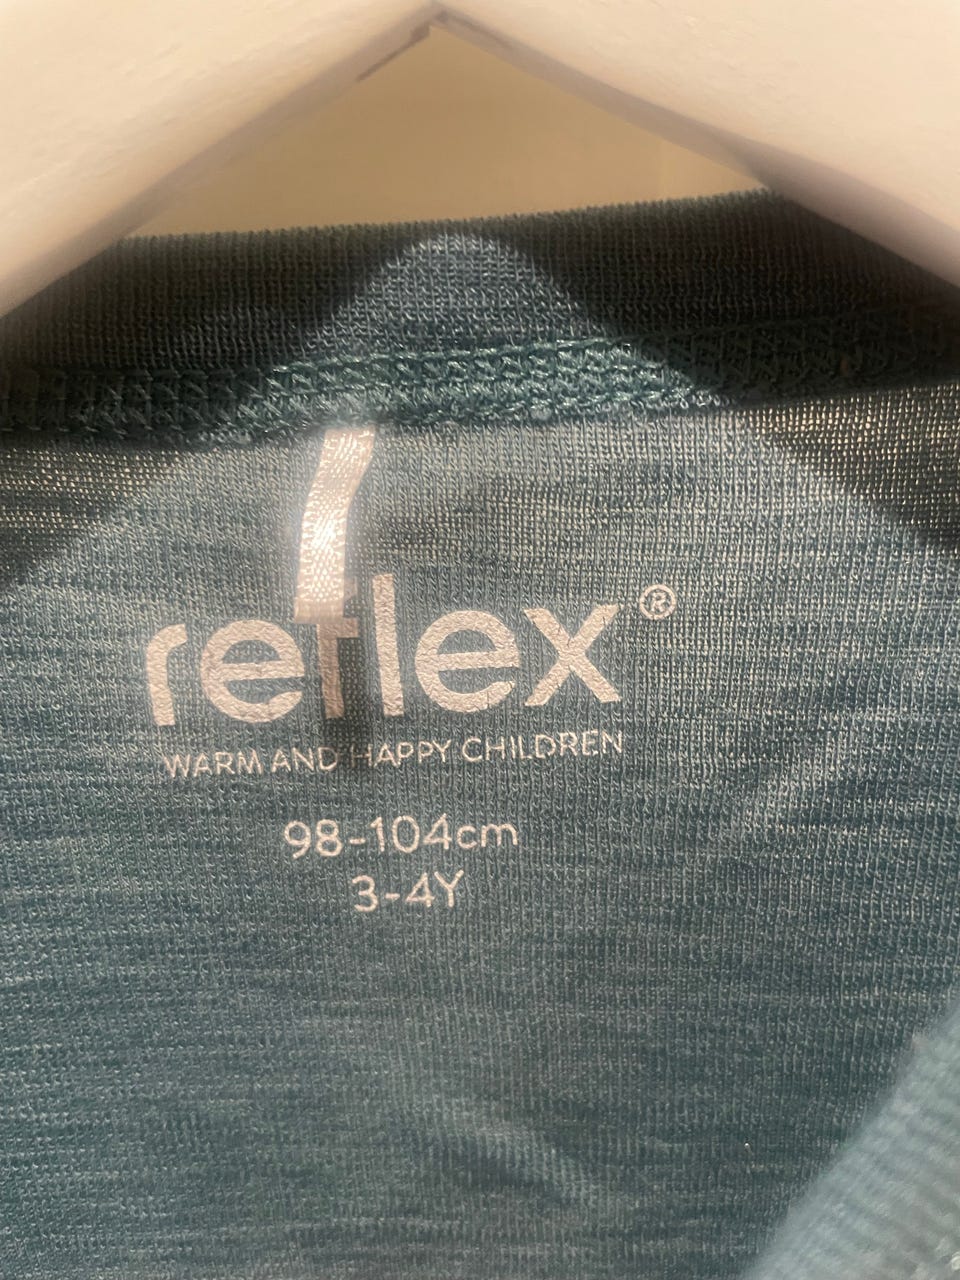 reflex®
WARM AND HAPPY CHILDREN
98-104cm
3-4Y